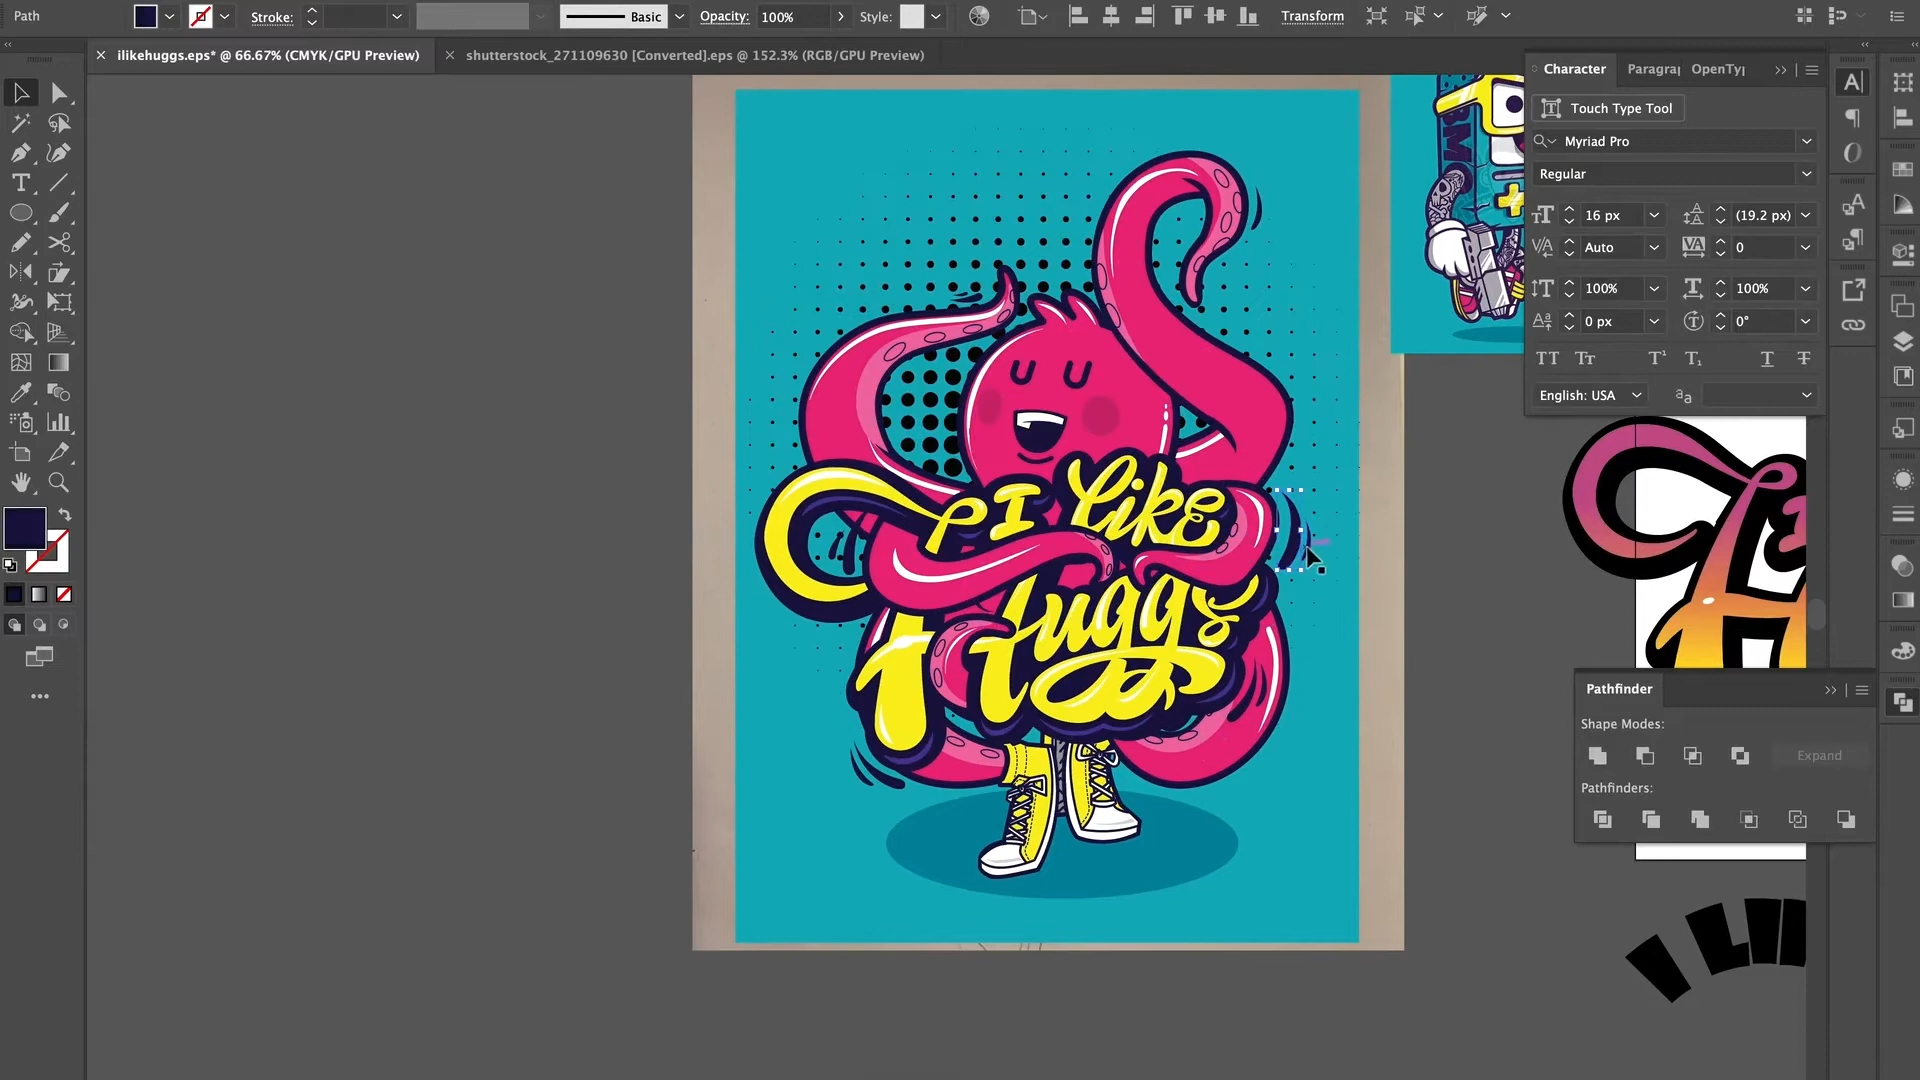 Path
Stroke:
Basic
Opacity: 100%
Style:
Transform
ilikehuggs.eps* @ 66.67% (CMYK/GPU Preview)
shutterstock_271109630 [Converted].eps @ 152.3% (RGB/GPU Preview)
Character Paragra OpenTy
Touch Type Tool
Myriad Pro
Regular
16 px (19.2 px)
Auto 0
100% 100%
0 px 0°
English: USA
I Like
Huggs
Pathfinder
Shape Modes:
Expand
Pathfinders: